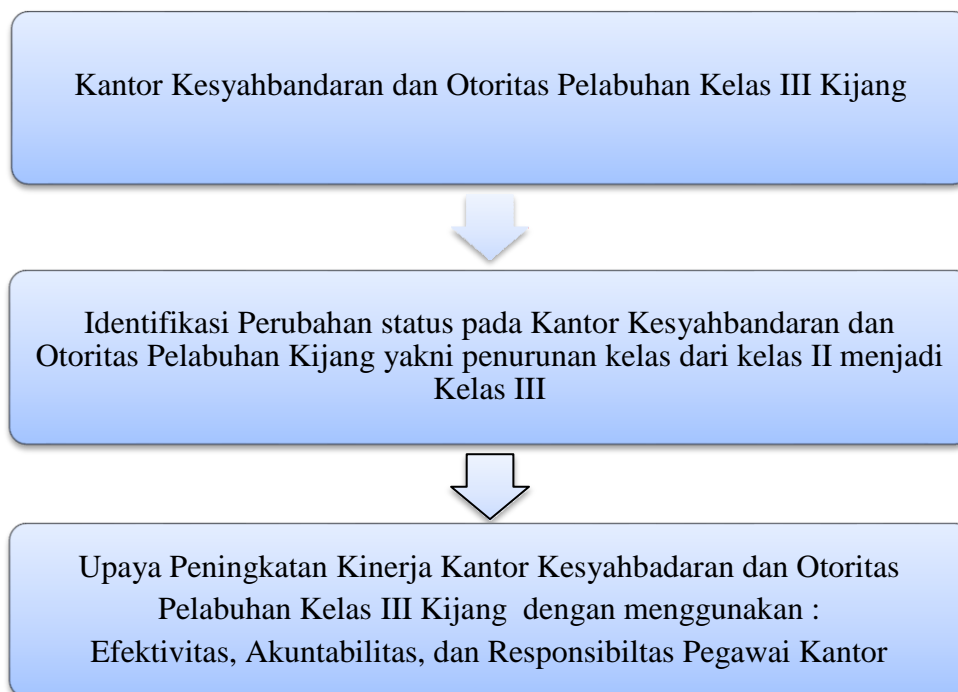 Kantor Kesyahbandaran dan Otoritas Pelabuhan Kelas III Kijang
Identifikasi Perubahan status pada Kantor Kesyahbandaran dan
Otoritas Pelabuhan Kijang yakni penurunan kelas dari kelas II menjadi
Kelas III
Upaya Peningkatan Kinerja Kantor Kesyahbadaran dan Otoritas
Pelabuhan Kelas III Kijang dengan menggunakan :
Efektivitas, Akuntabilitas, dan Responsibiltas Pegawai Kantor